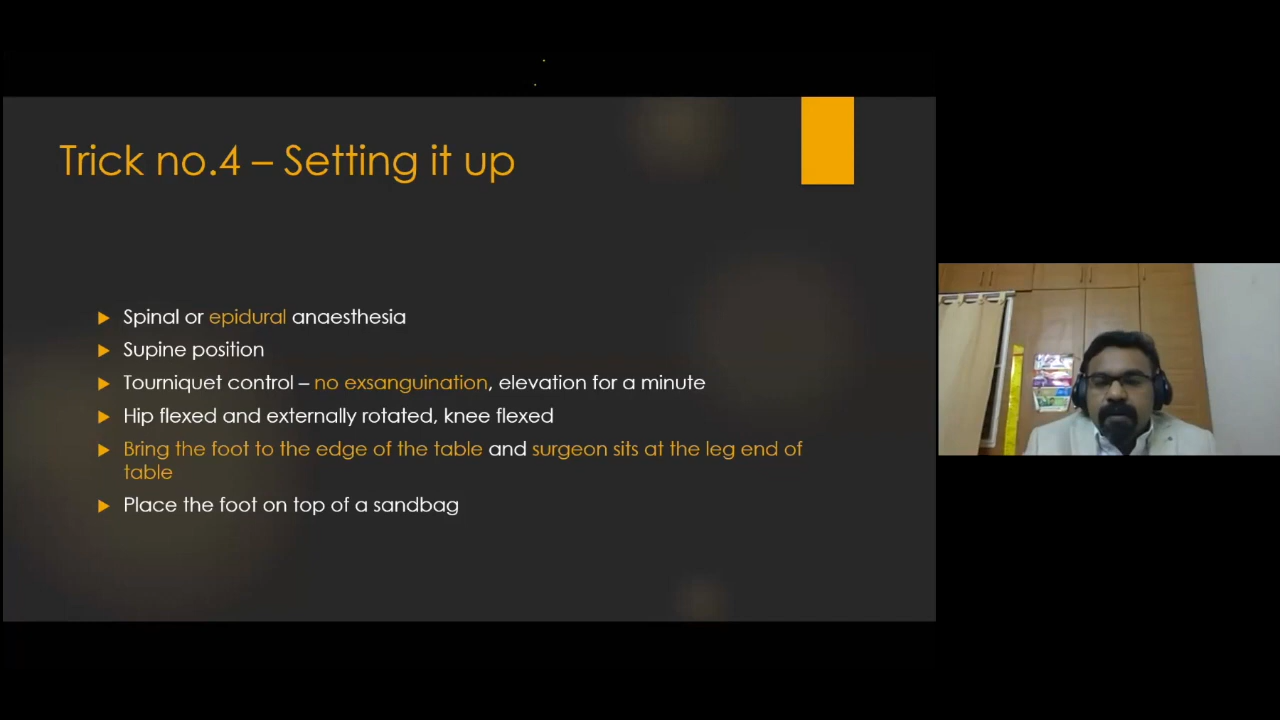 Trick no.4 – Setting it up
Spinal or epidural anaesthesia
Supine position
Tourniquet control – no exsanguination, elevation for a minute
Hip flexed and externally rotated, knee flexed
Bring the foot to the edge of the table and surgeon sits at the leg end of
table
Place the foot on top of a sandbag